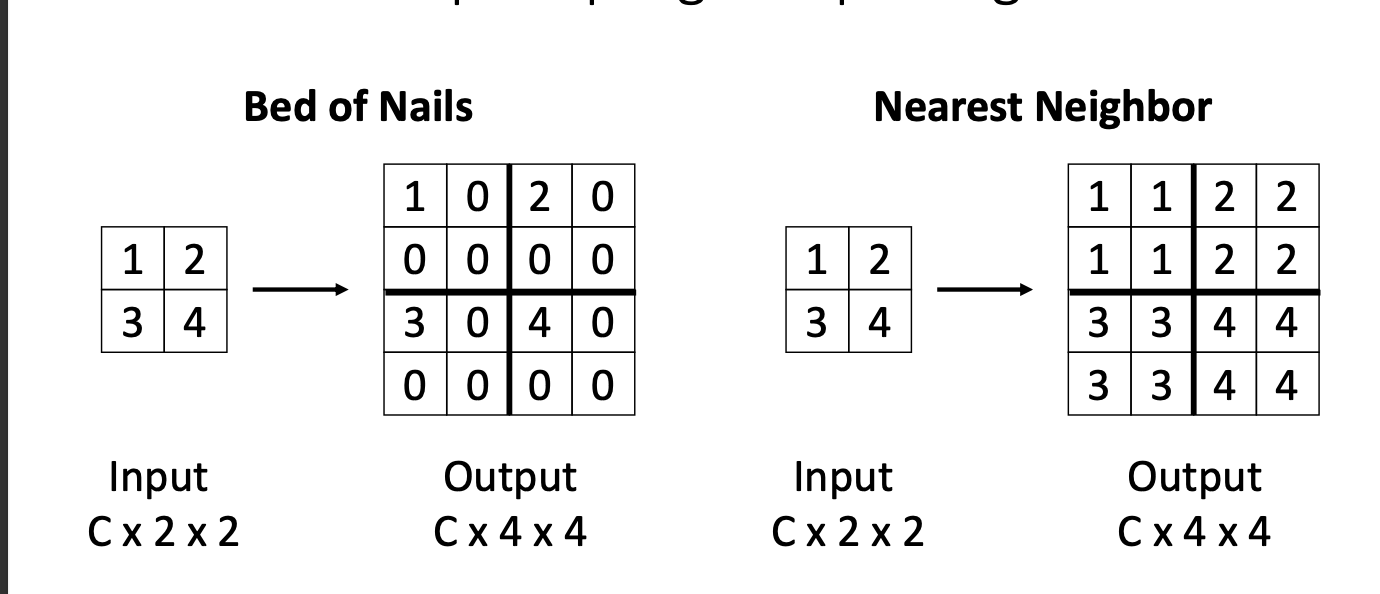 Bed of Nails
1 2
3 4
1 0 2 0
0 0 0 0
3 0 4 0
0 0 0 0
Input
C x 2 x 2
Output
C x 4 x 4
Nearest Neighbor
1 2
3 4
1 1 2 2
1 1 2 2
3 3 4 4
3 3 4 4
Input
C x 2 x 2
Output
C x 4 x 4